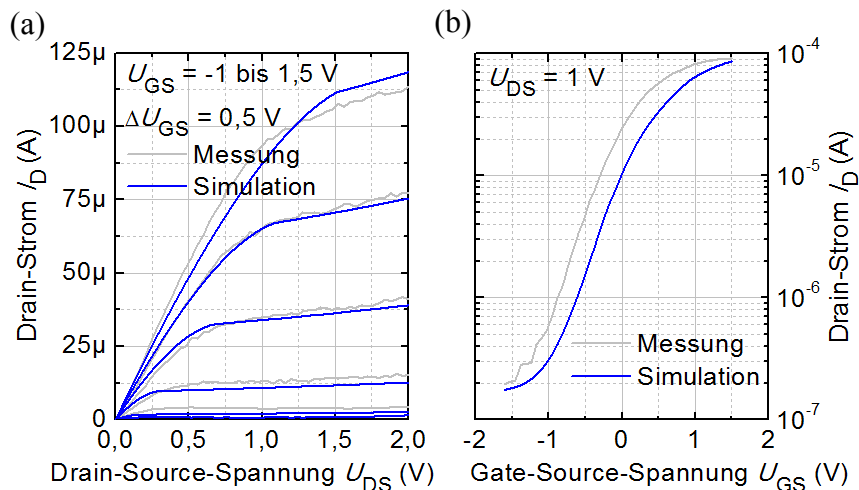 (a)
125µ
100µ
75µ
50µ
25µ
0
Drain-Strom I_D (A)
U_GS = -1 bis 1,5 V
ΔU_GS = 0,5 V
Messung
Simulation
0,0 0,5 1,0 1,5 2,0
Drain-Source-Spannung U_DS (V)
(b)
U_DS = 1 V
Messung
Simulation
10^-4
10^-5
10^-6
10^-7
Drain-Strom I_D (A)
-2 -1 0 1 2
Gate-Source-Spannung U_GS (V)